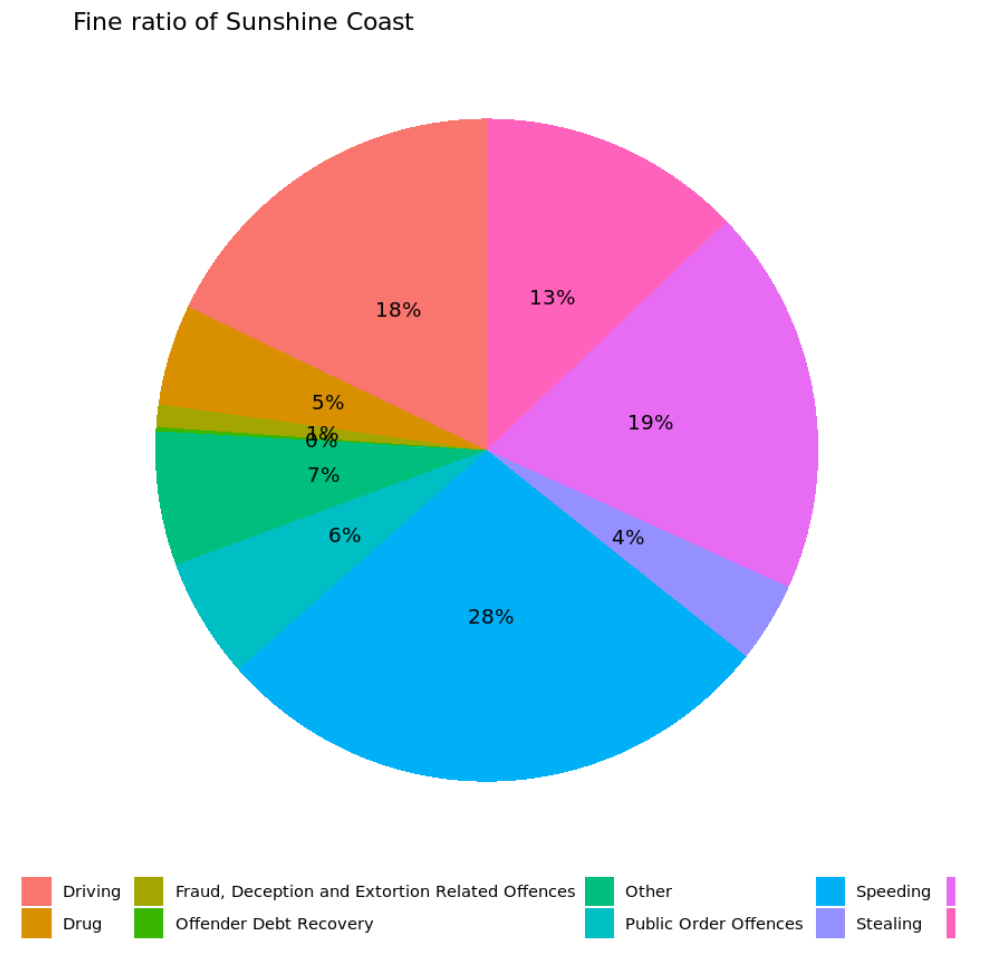 Fine ratio of Sunshine Coast
18%
13%
5%
19%
1%
0%
7%
6%
4%
28%
Driving
Fraud, Deception and Extortion Related Offences
Other
Speeding
Drug
Offender Debt Recovery
Public Order Offences
Stealing